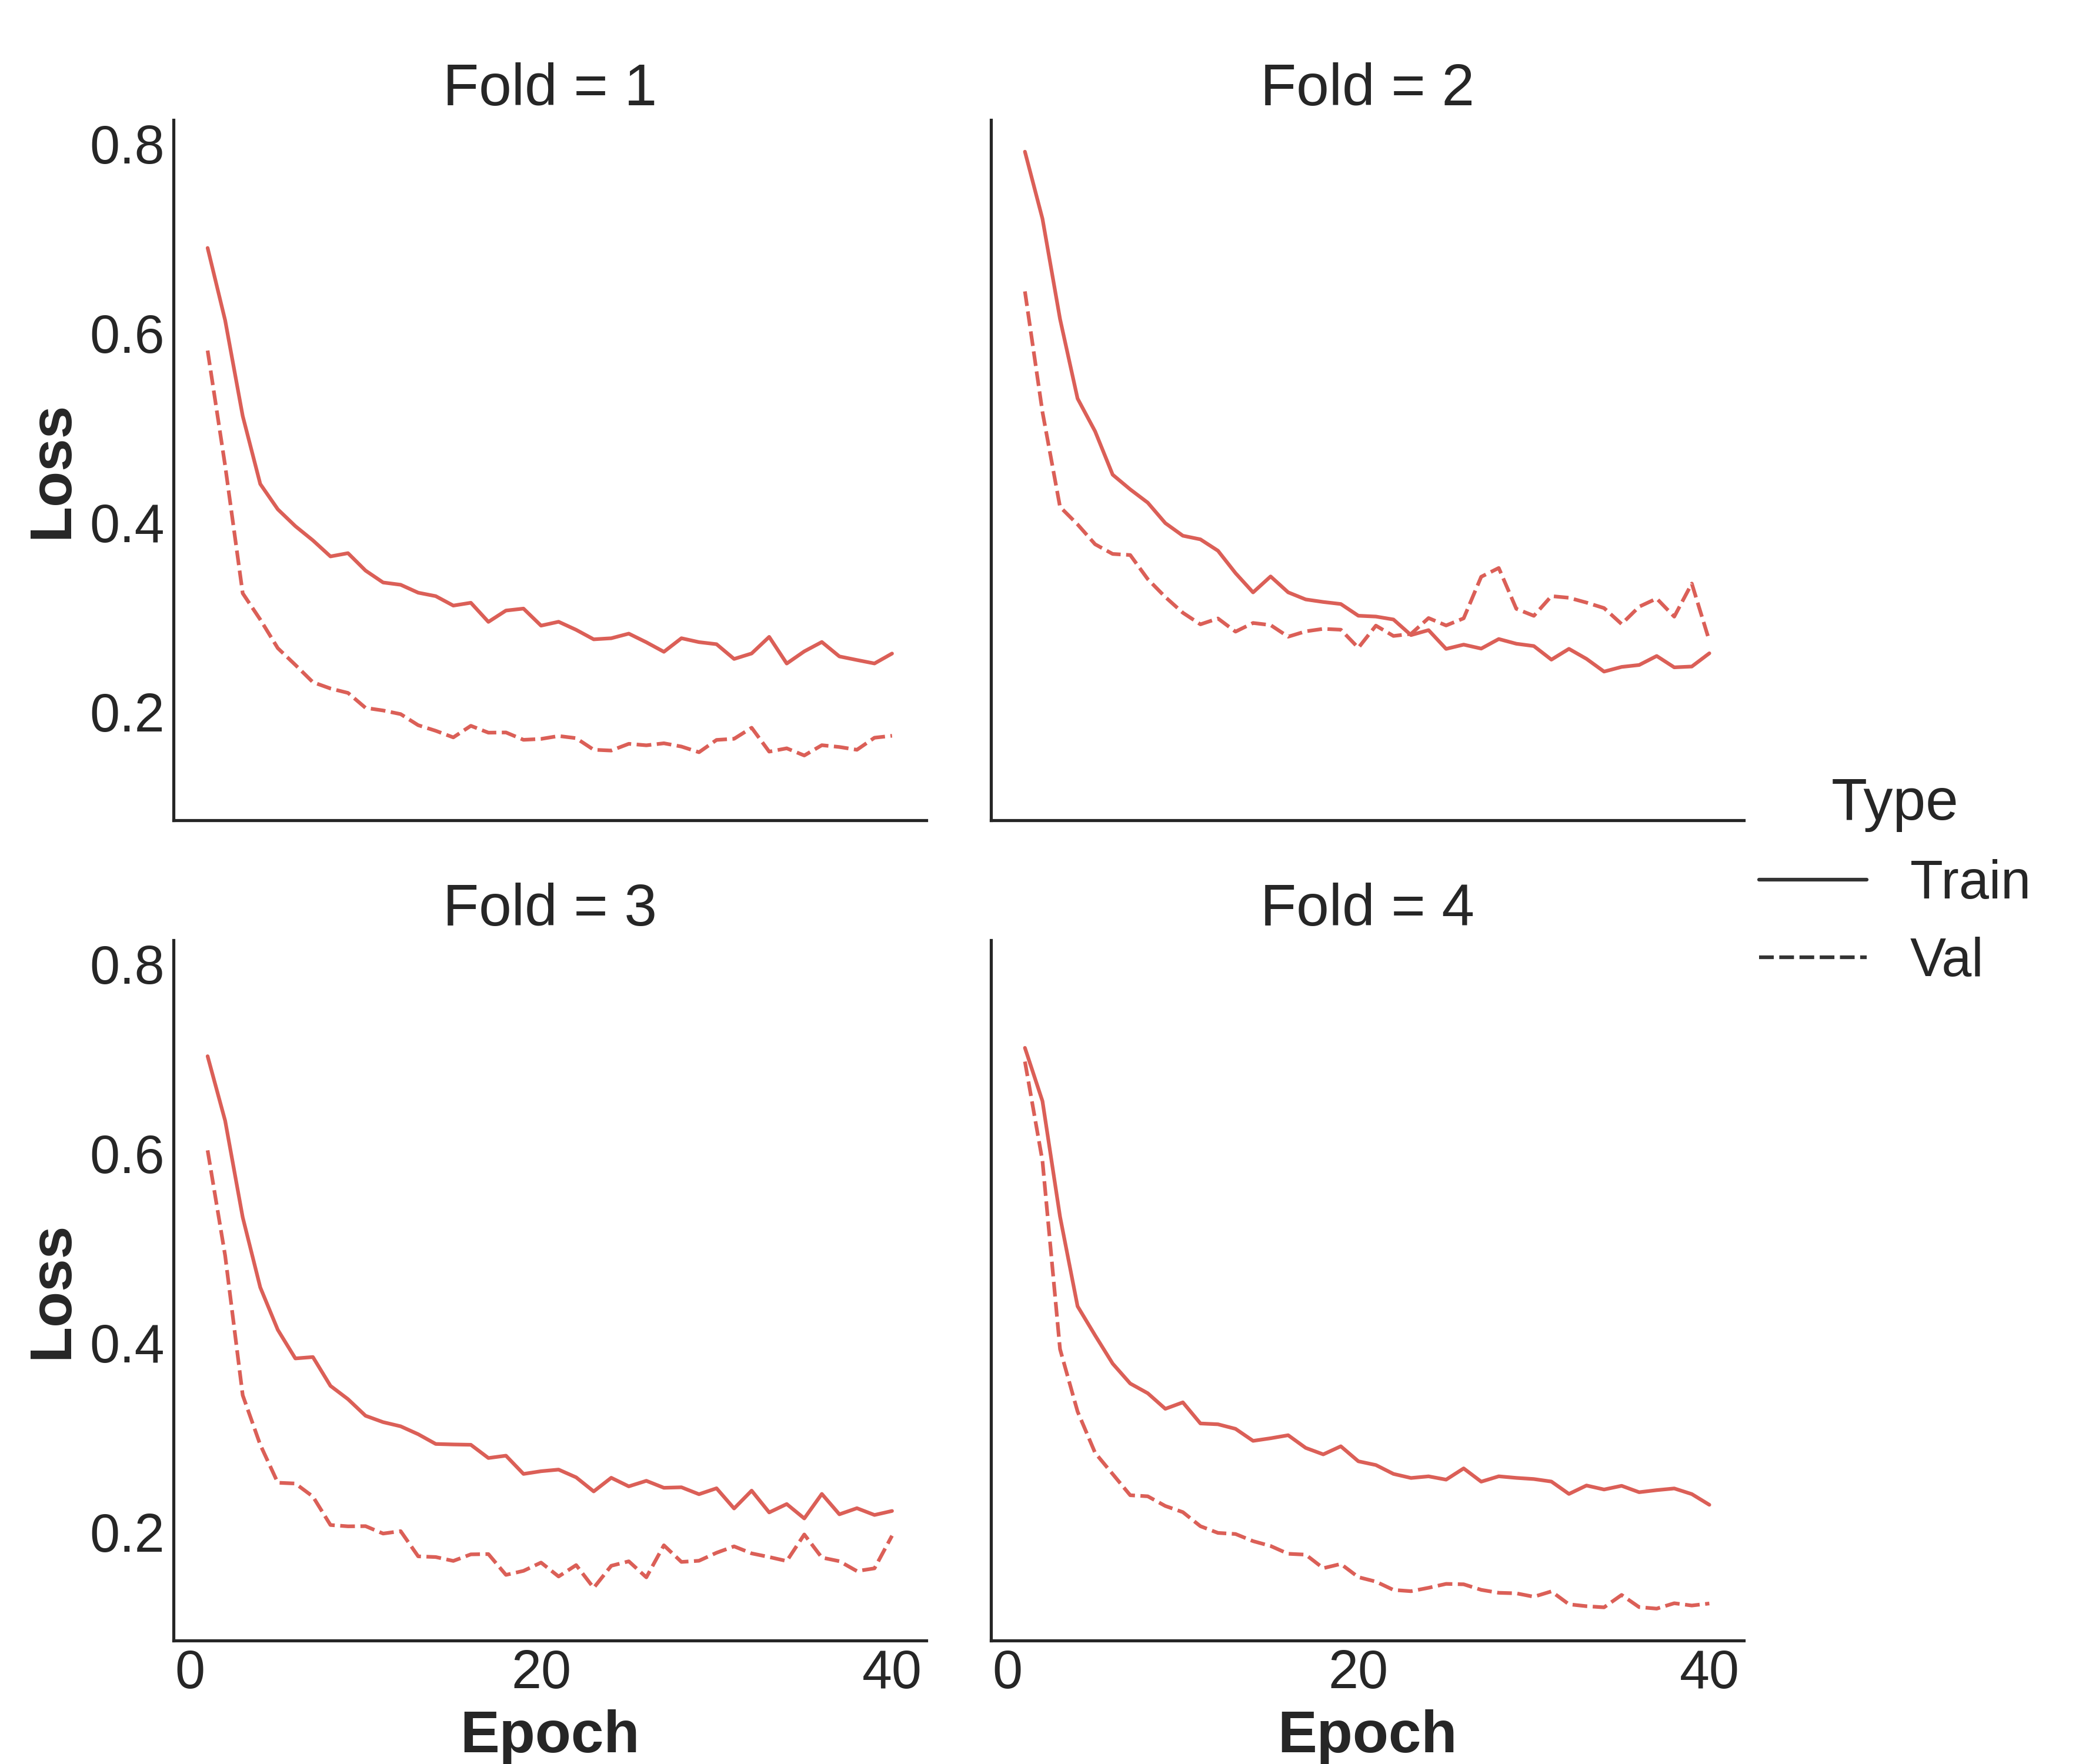 Fold = 1
Fold = 2
0.8
0.6
0.4
0.2
Loss
Type
Train
Val
Fold = 3
Fold = 4
0.8
0.6
0.4
0.2
Loss
0 20 40
0 20 40
Epoch
Epoch